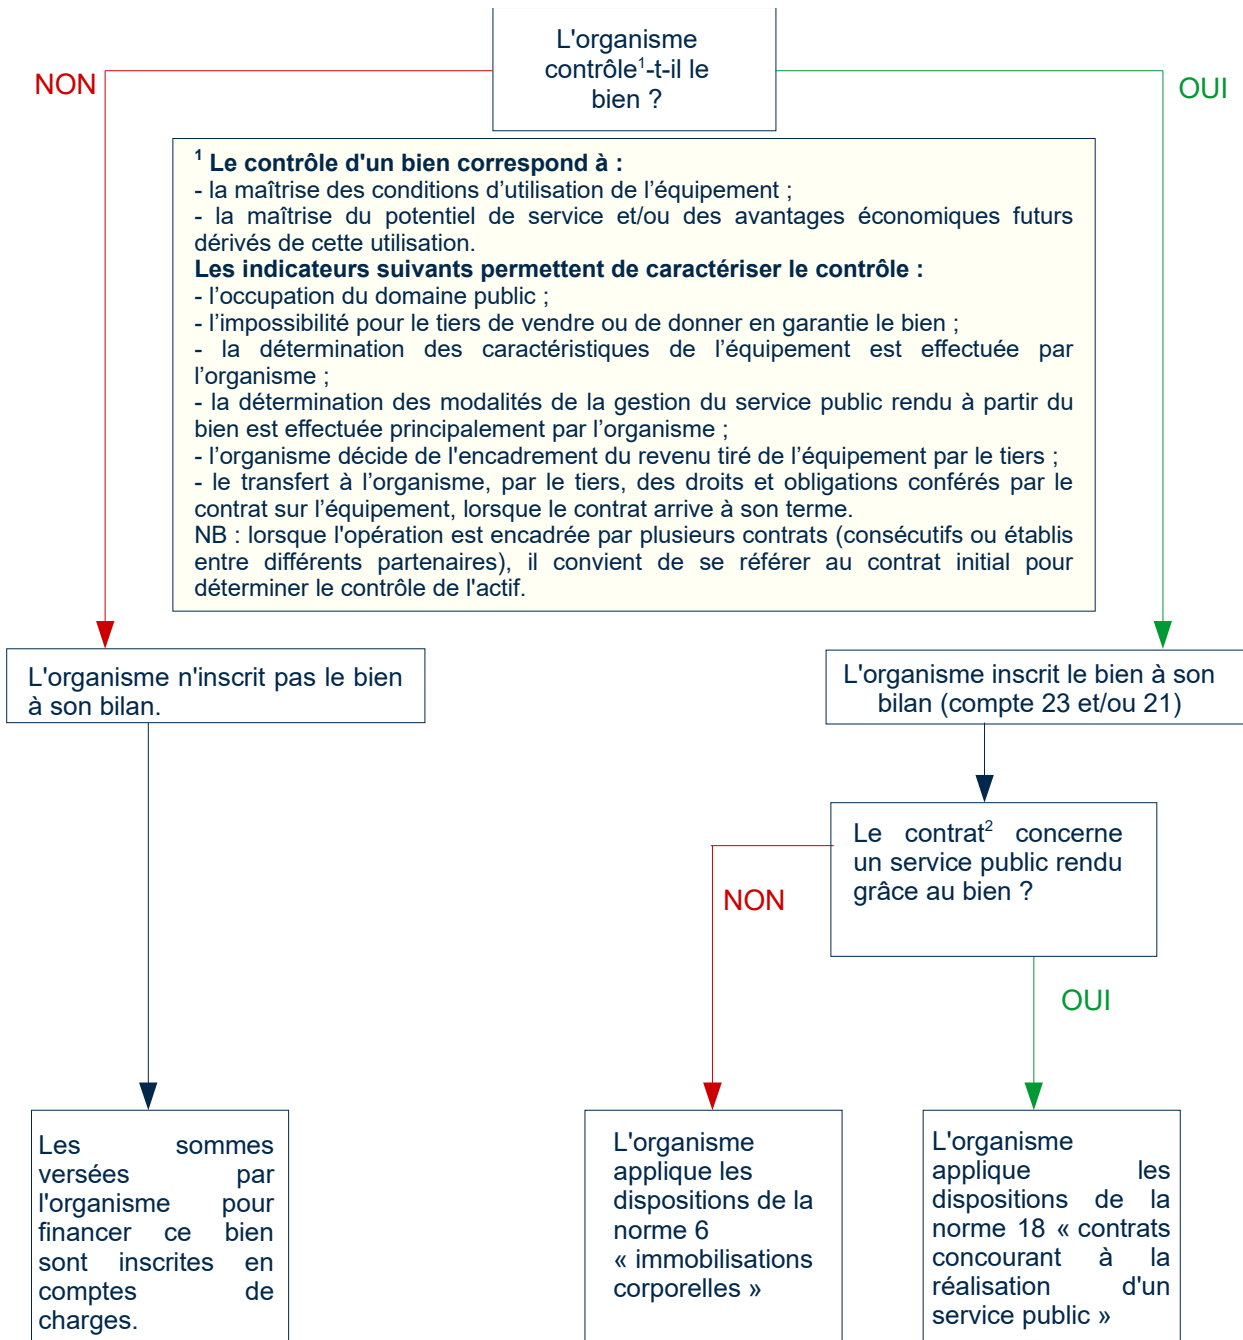 L'organisme
contrôle1-t-il le
bien ?
NON
OUI
1 Le contrôle d'un bien correspond à :
- la maîtrise des conditions d’utilisation de l’équipement ;
- la maîtrise du potentiel de service et/ou des avantages économiques futurs
dérivés de cette utilisation.
Les indicateurs suivants permettent de caractériser le contrôle :
- l’occupation du domaine public ;
- l’impossibilité pour le tiers de vendre ou de donner en garantie le bien ;
- la détermination des caractéristiques de l’équipement est effectuée par
l’organisme ;
- la détermination des modalités de la gestion du service public rendu à partir du
bien est effectuée principalement par l’organisme ;
- l’organisme décide de l'encadrement du revenu tiré de l’équipement par le tiers ;
- le transfert à l’organisme, par le tiers, des droits et obligations conférés par le
contrat sur l’équipement, lorsque le contrat arrive à son terme.
NB : lorsque l'opération est encadrée par plusieurs contrats (consécutifs ou établis
entre différents partenaires), il convient de se référer au contrat initial pour
déterminer le contrôle de l'actif.
L'organisme n'inscrit pas le bien
à son bilan.
L'organisme inscrit le bien à son
bilan (compte 23 et/ou 21)
Le contrat2 concerne
un service public rendu
grâce au bien ?
NON
OUI
Les sommes
versées par
l'organisme pour
financer ce bien
sont inscrites en
comptes de
charges.
L'organisme
applique les
dispositions de la
norme 6
« immobilisations
corporelles »
L'organisme
applique les
dispositions de la
norme 18 « contrats
concourant à la
réalisation d'un
service public »